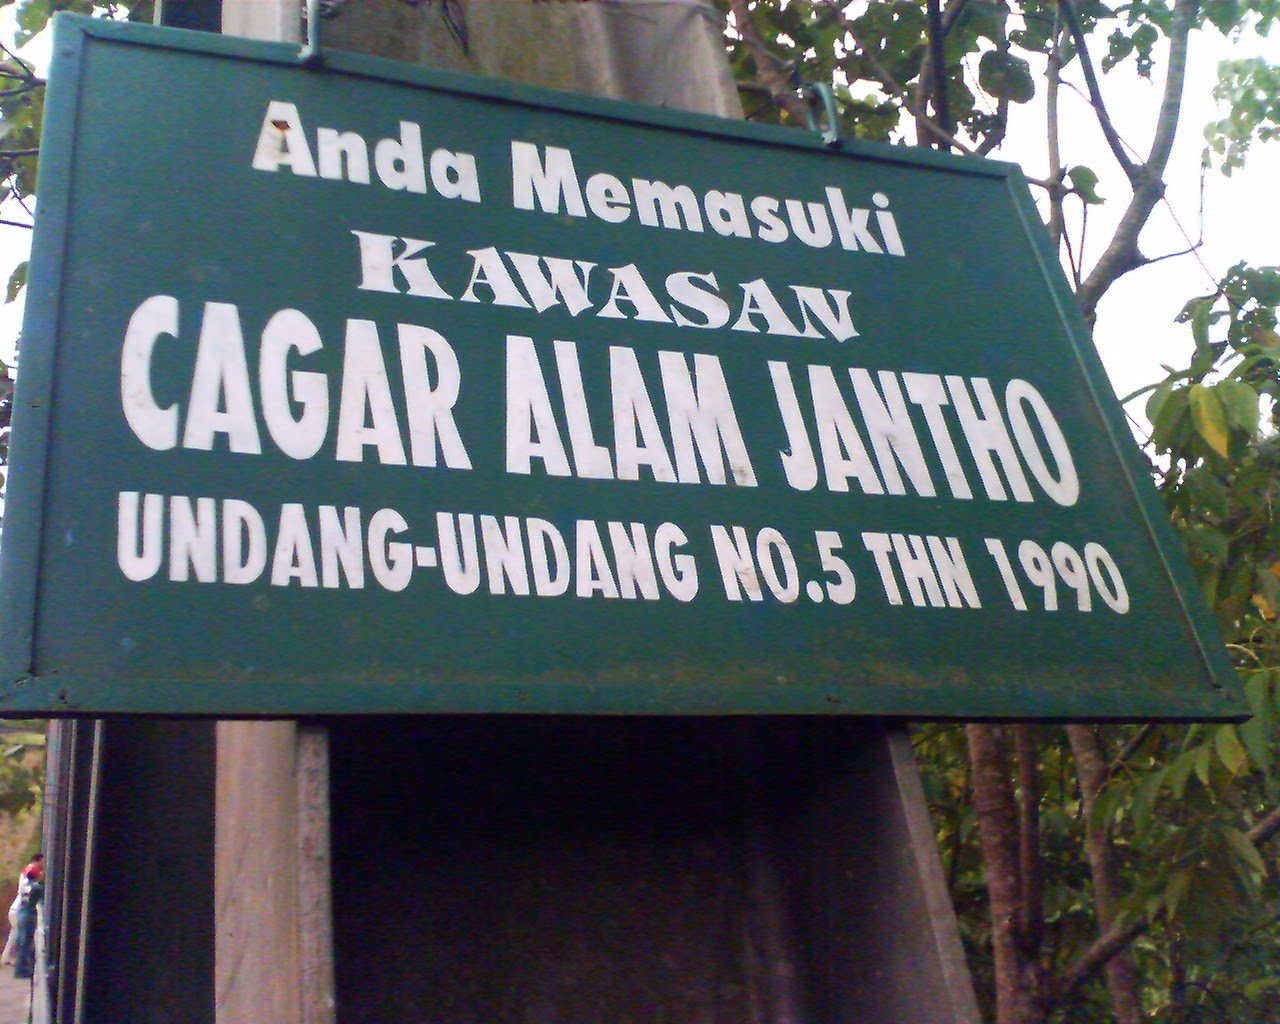 Anda Memasuki
KAWASAN
CAGAR ALAM JANTHO
UNDANG-UNDANG NO.5 THN 1990